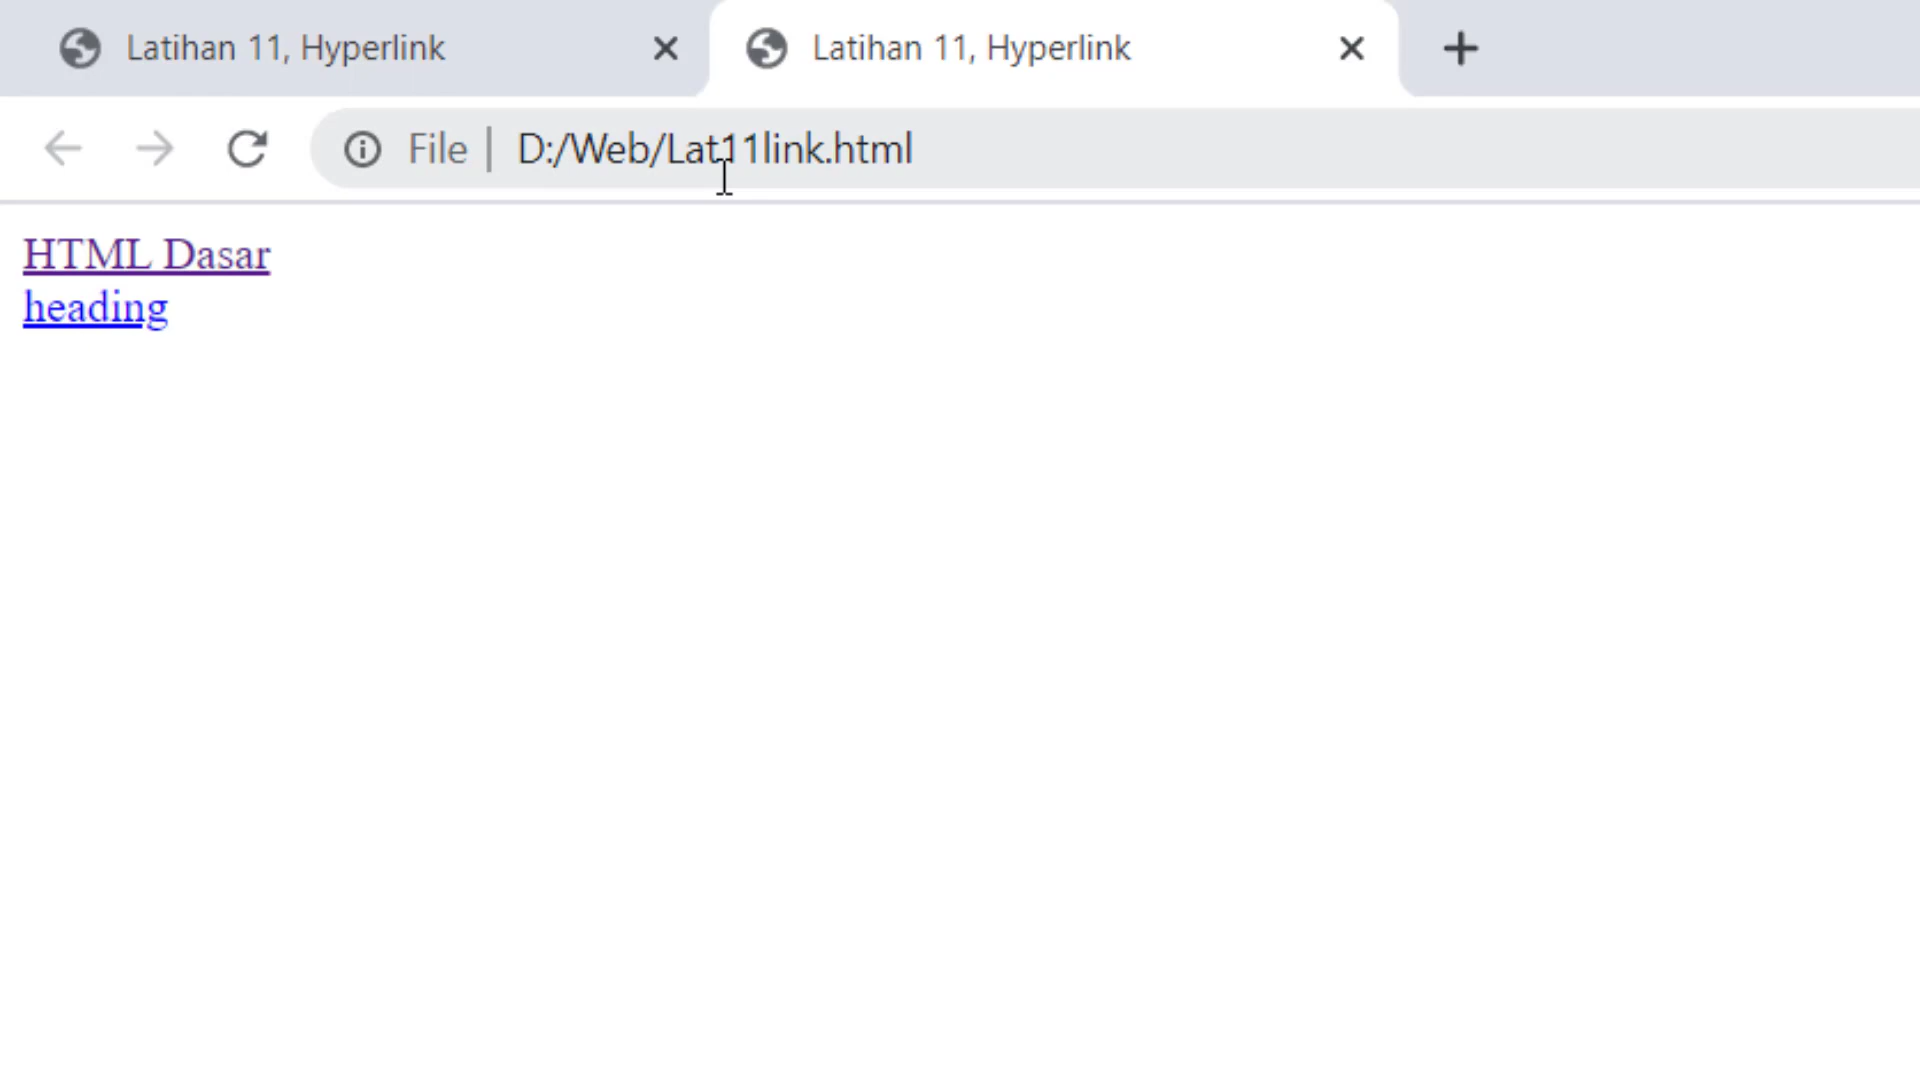 Latihan 11, Hyperlink
Latihan 11, Hyperlink
File | D:/Web/Lat11link.html
HTML Dasar
heading